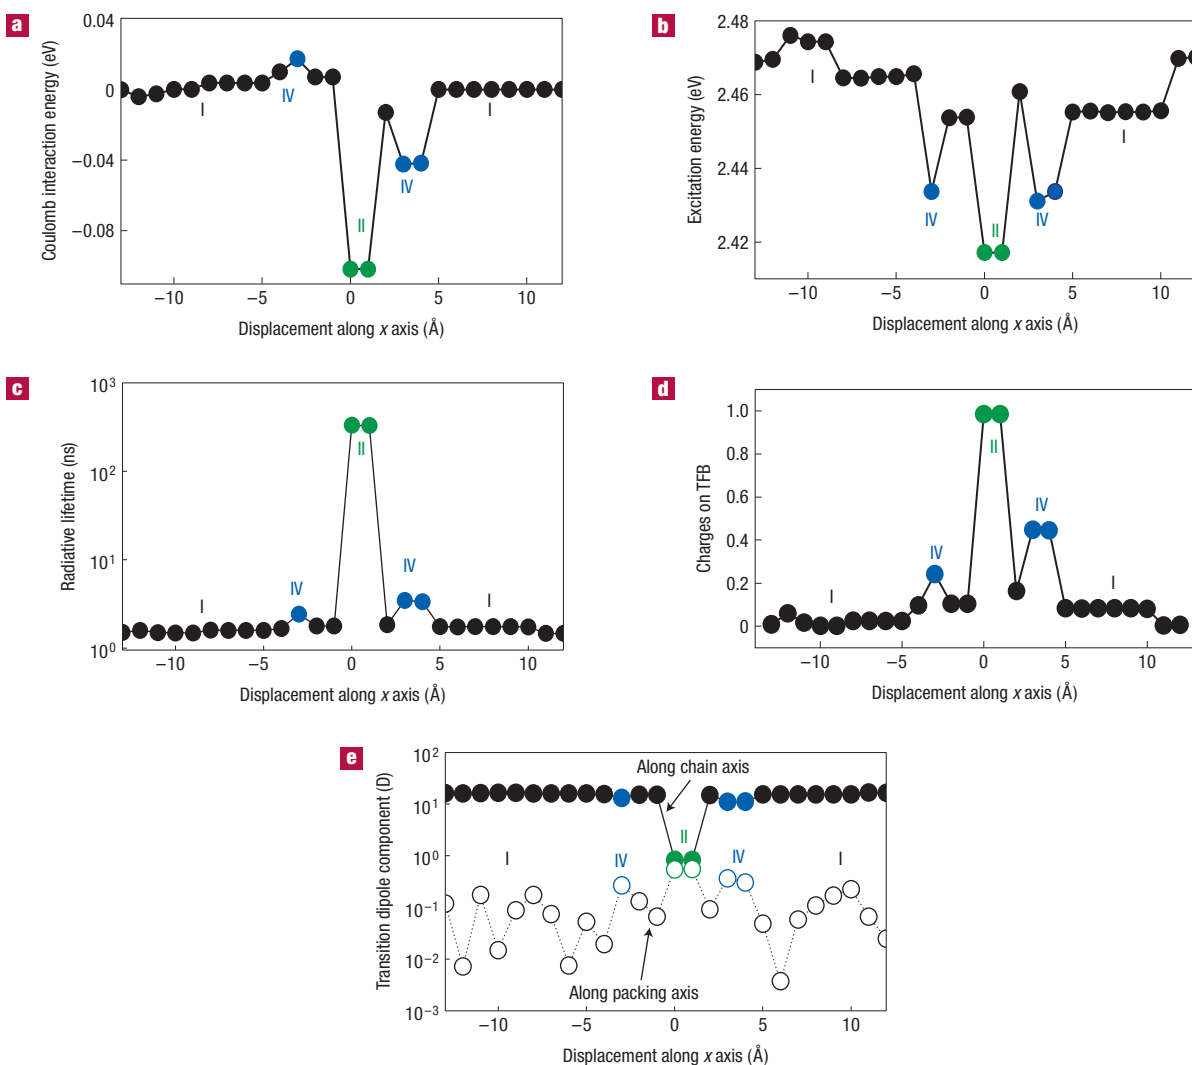 a
Coulomb interaction energy (eV)
0.04
0
−0.04
−0.08
I
IV
II
IV
I
−10
−5
0
5
10
Displacement along x axis (Å)
b
Excitation energy (eV)
2.48
2.46
2.44
2.42
I
IV
II
IV
I
−10
−5
0
5
10
Displacement along x axis (Å)
c
Radiative lifetime (ns)
10³
10²
10¹
10⁰
I
IV
II
IV
I
−10
−5
0
5
10
Displacement along x axis (Å)
d
Charges on TFB
1.0
0.8
0.6
0.4
0.2
0
I
IV
II
IV
I
−10
−5
0
5
10
Displacement along x axis (Å)
e
Transition dipole component (D)
10²
10¹
10⁰
10⁻¹
10⁻²
10⁻³
Along chain axis
I
IV
II
IV
I
Along packing axis
−10
−5
0
5
10
Displacement along x axis (Å)